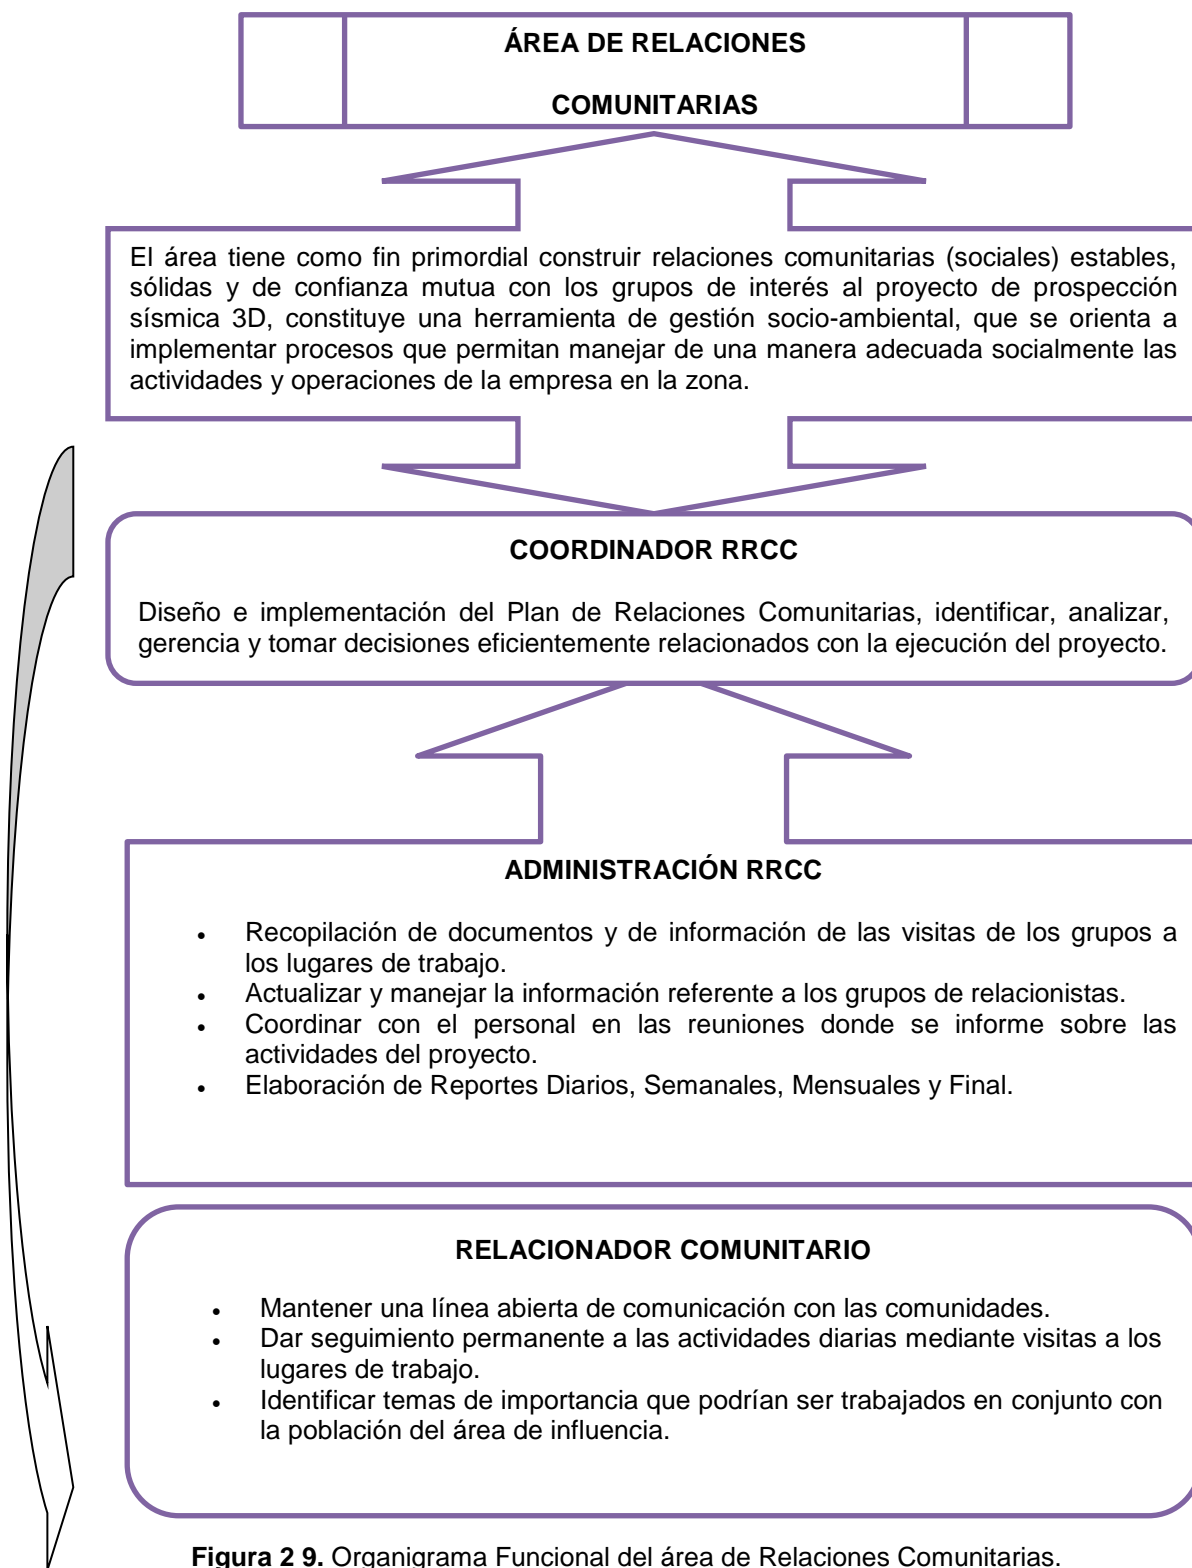 ÁREA DE RELACIONES
COMUNITARIAS
El área tiene como fin primordial construir relaciones comunitarias (sociales) estables,
sólidas y de confianza mutua con los grupos de interés al proyecto de prospección
sísmica 3D, constituye una herramienta de gestión socio-ambiental, que se orienta a
implementar procesos que permitan manejar de una manera adecuada socialmente las
actividades y operaciones de la empresa en la zona.
COORDINADOR RRCC
Diseño e implementación del Plan de Relaciones Comunitarias, identificar, analizar,
gerencia y tomar decisiones eficientemente relacionados con la ejecución del proyecto.
ADMINISTRACIÓN RRCC
• Recopilación de documentos y de información de las visitas de los grupos a
los lugares de trabajo.
• Actualizar y manejar la información referente a los grupos de relacionistas.
• Coordinar con el personal en las reuniones donde se informe sobre las
actividades del proyecto.
• Elaboración de Reportes Diarios, Semanales, Mensuales y Final.
RELACIONADOR COMUNITARIO
• Mantener una línea abierta de comunicación con las comunidades.
• Dar seguimiento permanente a las actividades diarias mediante visitas a los
lugares de trabajo.
• Identificar temas de importancia que podrían ser trabajados en conjunto con
la población del área de influencia.
Figura 2 9. Organigrama Funcional del área de Relaciones Comunitarias.